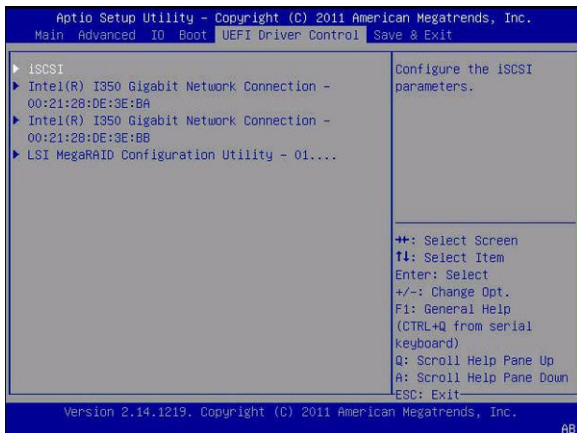 Aptio Setup Utility – Copyright (C) 2011 American Megatrends, Inc.
Main Advanced IO Boot UEFI Driver Control Save & Exit
▶ iSCSI
▶ Intel(R) I350 Gigabit Network Connection –
00:21:28:DE:3E:BA
▶ Intel(R) I350 Gigabit Network Connection –
00:21:28:DE:3E:BB
▶ LSI MegaRAID Configuration Utility – 01....
Configure the iSCSI
parameters.
→←: Select Screen
↑↓: Select Item
Enter: Select
+/-: Change Opt.
F1: General Help
(CTRL+Q from serial
keyboard)
Q: Scroll Help Pane Up
A: Scroll Help Pane Down
ESC: Exit
Version 2.14.1219. Copyright (C) 2011 American Megatrends, Inc.
AB